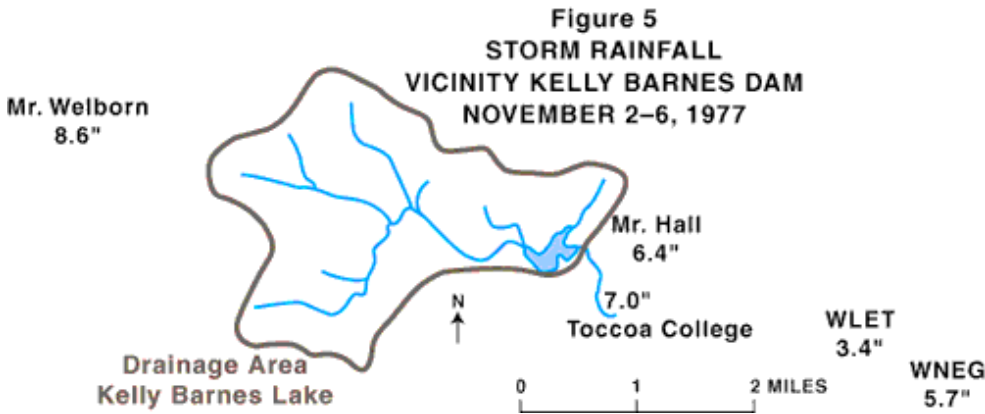 Figure 5
STORM RAINFALL
VICINITY KELLY BARNES DAM
NOVEMBER 2–6, 1977
Mr. Welborn
8.6"
Mr. Hall
6.4"
7.0"
Toccoa College
N
WLET
3.4"
WNEG
5.7"
Drainage Area
Kelly Barnes Lake
0 1 2 MILES